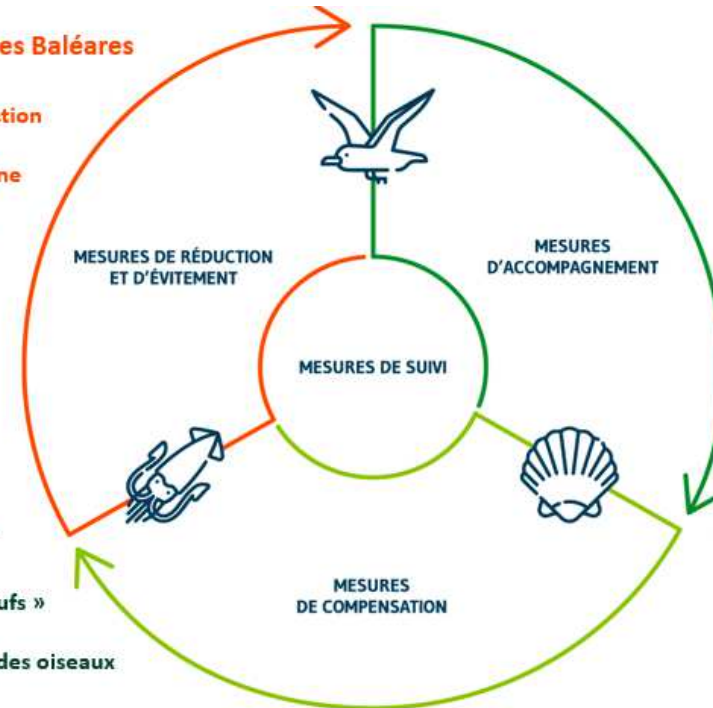 es Baléares
tion
ne
MESURES DE RÉDUCTION
ET D'ÉVITEMENT
MESURES
D'ACCOMPAGNEMENT
MESURES DE SUIVI
MESURES
DE COMPENSATION
ufs »
des oiseaux